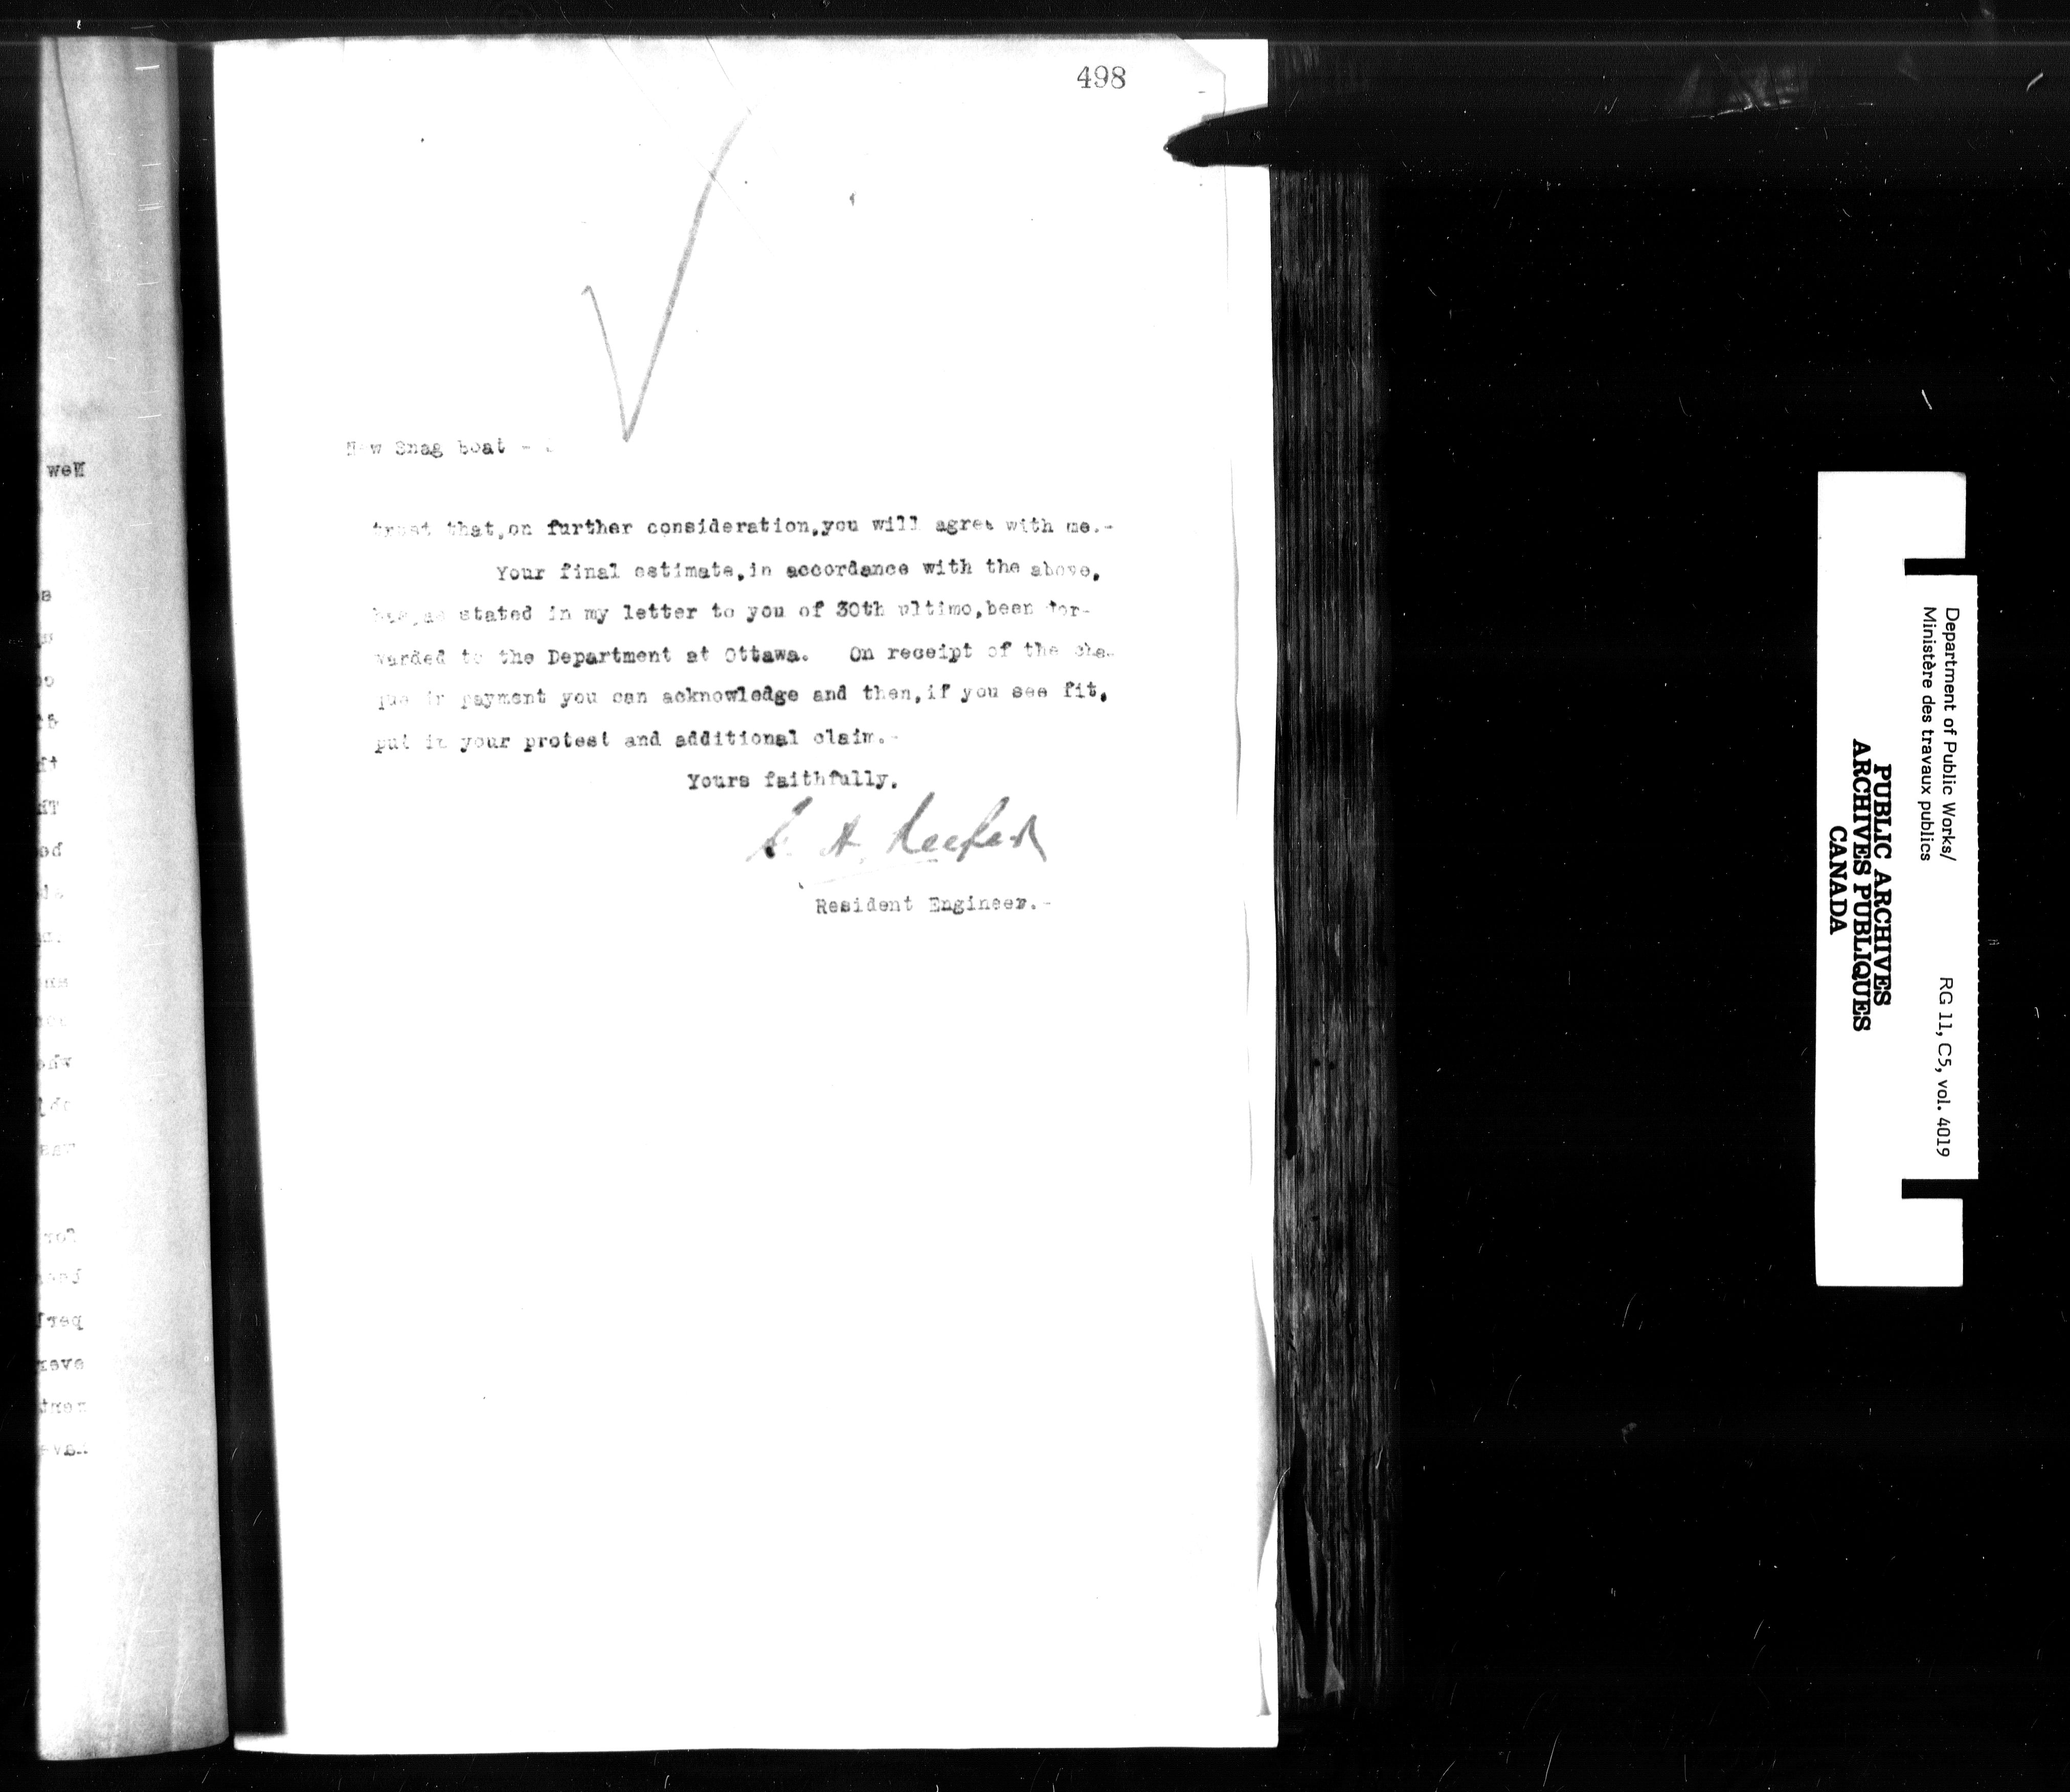 498
New Snag boat -
trust that,on further consideration,you will agree with me.-
Your final estimate,in accordance with the above,
has,as stated in my letter to you of 30th ultimo,been for-
warded to the Department at Ottawa. On receipt of the che-
que in payment you can acknowledge and then,if you see fit,
put in your protest and additional claim.-
Yours faithfully,
G. A. Keefer
Resident Engineer.-
New
for
Department of Public Works/
Ministère des travaux publics
RG 11, C5, vol. 4019
PUBLIC ARCHIVES
ARCHIVES PUBLIQUES
CANADA